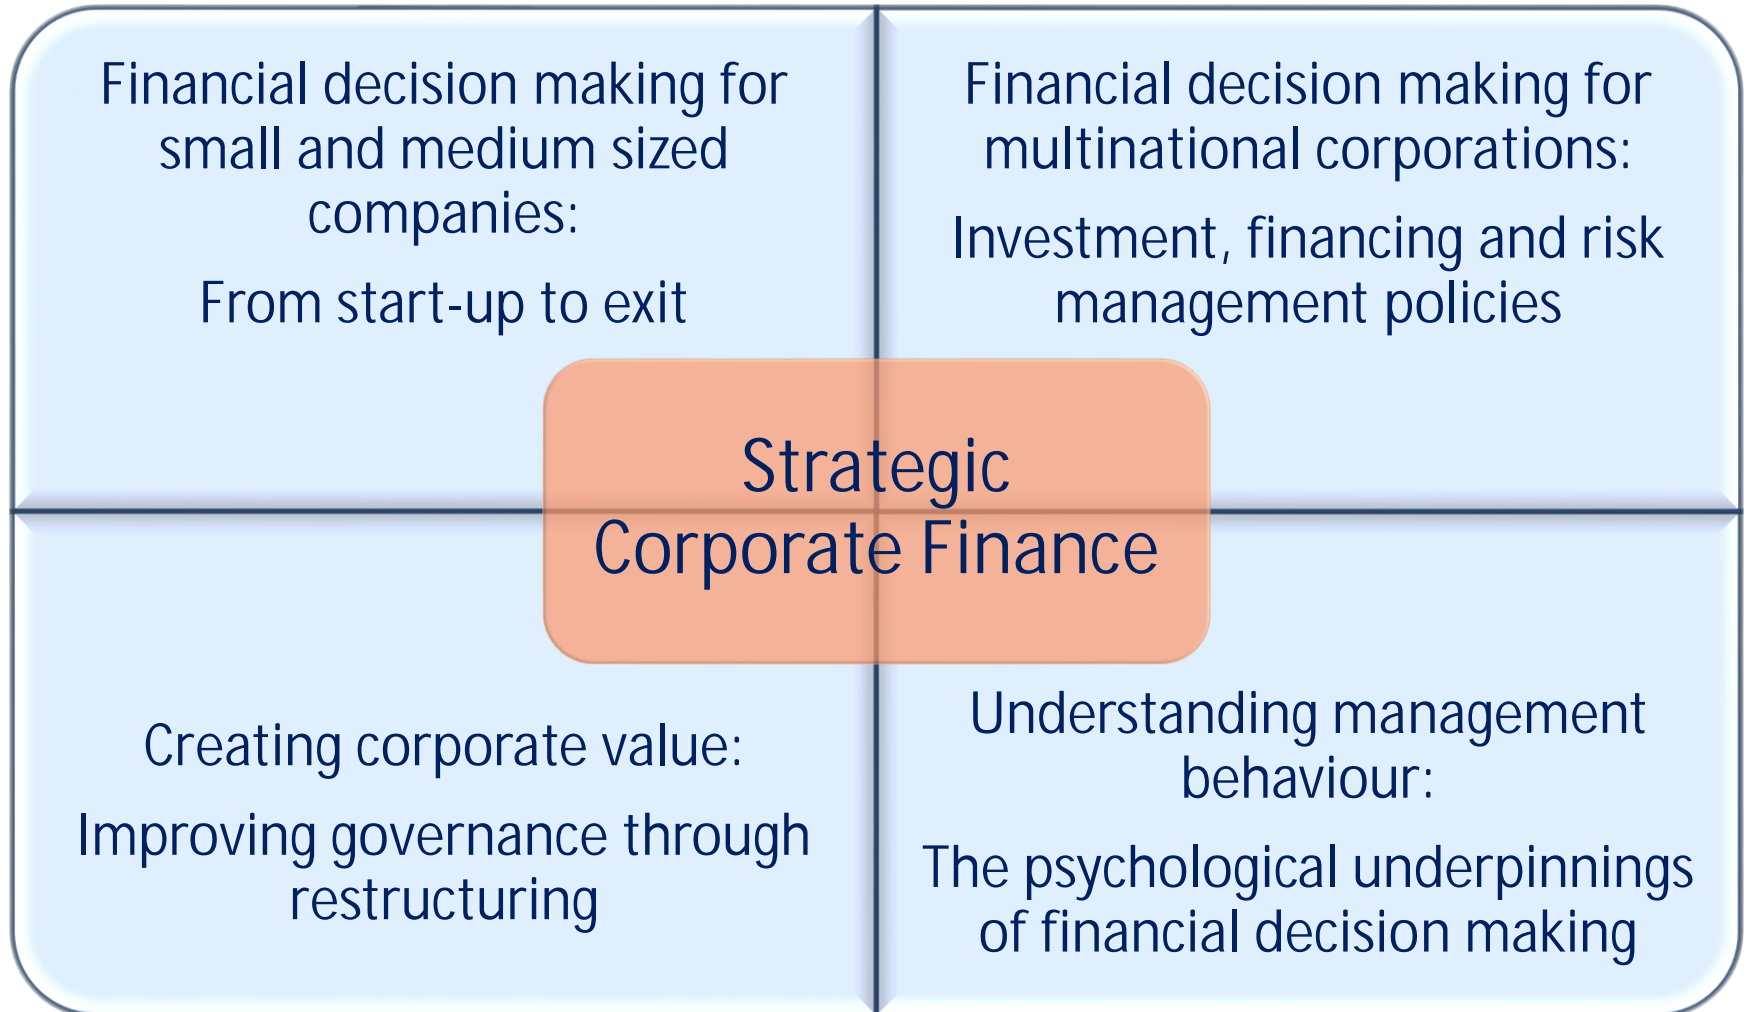 Financial decision making for
small and medium sized
companies:
From start-up to exit
Financial decision making for
multinational corporations:
Investment, financing and risk
management policies
Strategic
Corporate Finance
Creating corporate value:
Improving governance through
restructuring
Understanding management
behaviour:
The psychological underpinnings
of financial decision making